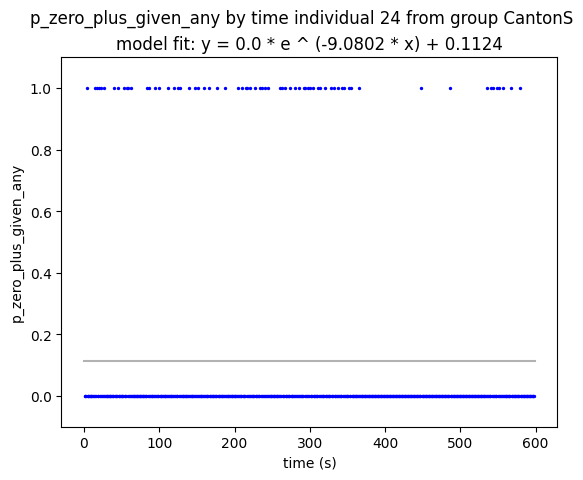 p_zero_plus_given_any by time individual 24 from group CantonS
model fit: y = 0.0 * e ^ (-9.0802 * x) + 0.1124
1.0
0.8
0.6
0.4
0.2
0.0
p_zero_plus_given_any
0 100 200 300 400 500 600
time (s)